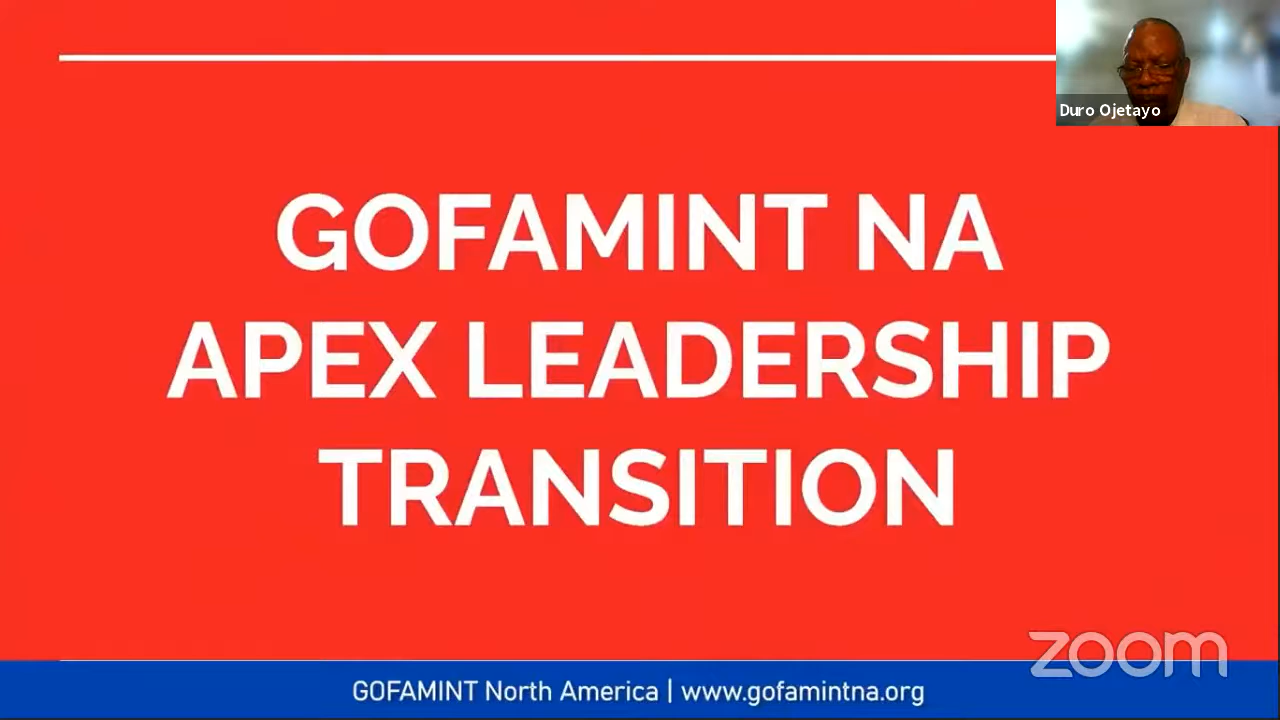 Duro Ojetayo
GOFAMINT NA
APEX LEADERSHIP
TRANSITION
zoom
GOFAMINT North America | www.gofamintna.org